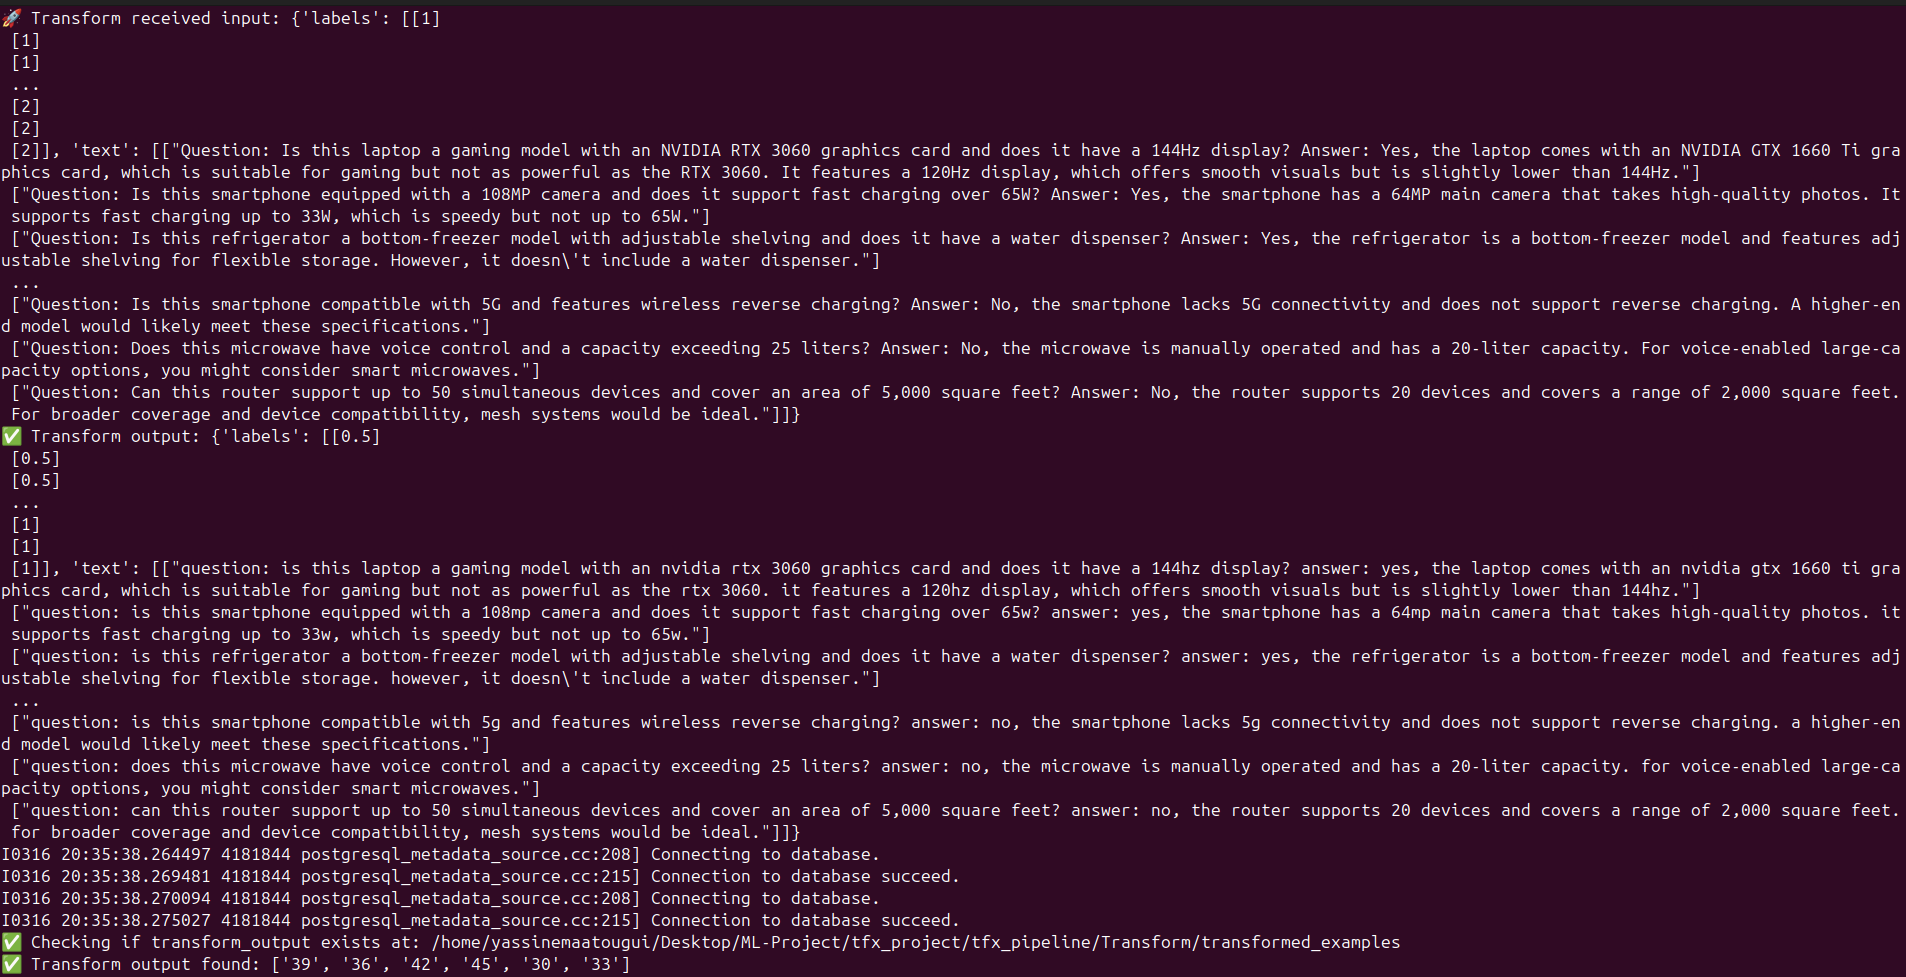 🚀 Transform received input: {'labels': [[1]
 [1]
 [1]
 ...
 [2]
 [2]
 [2]], 'text': [["Question: Is this laptop a gaming model with an NVIDIA RTX 3060 graphics card and does it have a 144Hz display? Answer: Yes, the laptop comes with an NVIDIA GTX 1660 Ti gra
phics card, which is suitable for gaming but not as powerful as the RTX 3060. It features a 120Hz display, which offers smooth visuals but is slightly lower than 144Hz."]
 ["Question: Is this smartphone equipped with a 108MP camera and does it support fast charging over 65W? Answer: Yes, the smartphone has a 64MP main camera that takes high-quality photos. It
 supports fast charging up to 33W, which is speedy but not up to 65W."]
 ["Question: Is this refrigerator a bottom-freezer model with adjustable shelving and does it have a water dispenser? Answer: Yes, the refrigerator is a bottom-freezer model and features adj
ustable shelving for flexible storage. However, it doesn\'t include a water dispenser."]
 ...
 ["Question: Is this smartphone compatible with 5G and features wireless reverse charging? Answer: No, the smartphone lacks 5G connectivity and does not support reverse charging. A higher-en
d model would likely meet these specifications."]
 ["Question: Does this microwave have voice control and a capacity exceeding 25 liters? Answer: No, the microwave is manually operated and has a 20-liter capacity. For voice-enabled large-ca
pacity options, you might consider smart microwaves."]
 ["Question: Can this router support up to 50 simultaneous devices and cover an area of 5,000 square feet? Answer: No, the router supports 20 devices and covers a range of 2,000 square feet.
 For broader coverage and device compatibility, mesh systems would be ideal."]]}
✅ Transform output: {'labels': [[0.5]
 [0.5]
 [0.5]
 ...
 [1]
 [1]
 [1]], 'text': [["question: is this laptop a gaming model with an nvidia rtx 3060 graphics card and does it have a 144hz display? answer: yes, the laptop comes with an nvidia gtx 1660 ti gra
phics card, which is suitable for gaming but not as powerful as the rtx 3060. it features a 120hz display, which offers smooth visuals but is slightly lower than 144hz."]
 ["question: is this smartphone equipped with a 108mp camera and does it support fast charging over 65w? answer: yes, the smartphone has a 64mp main camera that takes high-quality photos. it
 supports fast charging up to 33w, which is speedy but not up to 65w."]
 ["question: is this refrigerator a bottom-freezer model with adjustable shelving and does it have a water dispenser? answer: yes, the refrigerator is a bottom-freezer model and features adj
ustable shelving for flexible storage. however, it doesn\'t include a water dispenser."]
 ...
 ["question: is this smartphone compatible with 5g and features wireless reverse charging? answer: no, the smartphone lacks 5g connectivity and does not support reverse charging. a higher-en
d model would likely meet these specifications."]
 ["question: does this microwave have voice control and a capacity exceeding 25 liters? answer: no, the microwave is manually operated and has a 20-liter capacity. for voice-enabled large-ca
pacity options, you might consider smart microwaves."]
 ["question: can this router support up to 50 simultaneous devices and cover an area of 5,000 square feet? answer: no, the router supports 20 devices and covers a range of 2,000 square feet.
 for broader coverage and device compatibility, mesh systems would be ideal."]]}
I0316 20:35:38.264497 4181844 postgresql_metadata_source.cc:208] Connecting to database.
I0316 20:35:38.269481 4181844 postgresql_metadata_source.cc:215] Connection to database succeed.
I0316 20:35:38.270094 4181844 postgresql_metadata_source.cc:208] Connecting to database.
I0316 20:35:38.275027 4181844 postgresql_metadata_source.cc:215] Connection to database succeed.
✅ Checking if transform_output exists at: /home/yassinemaatougui/Desktop/ML-Project/tfx_project/tfx_pipeline/Transform/transformed_examples
✅ Transform output found: ['39', '36', '42', '45', '30', '33']